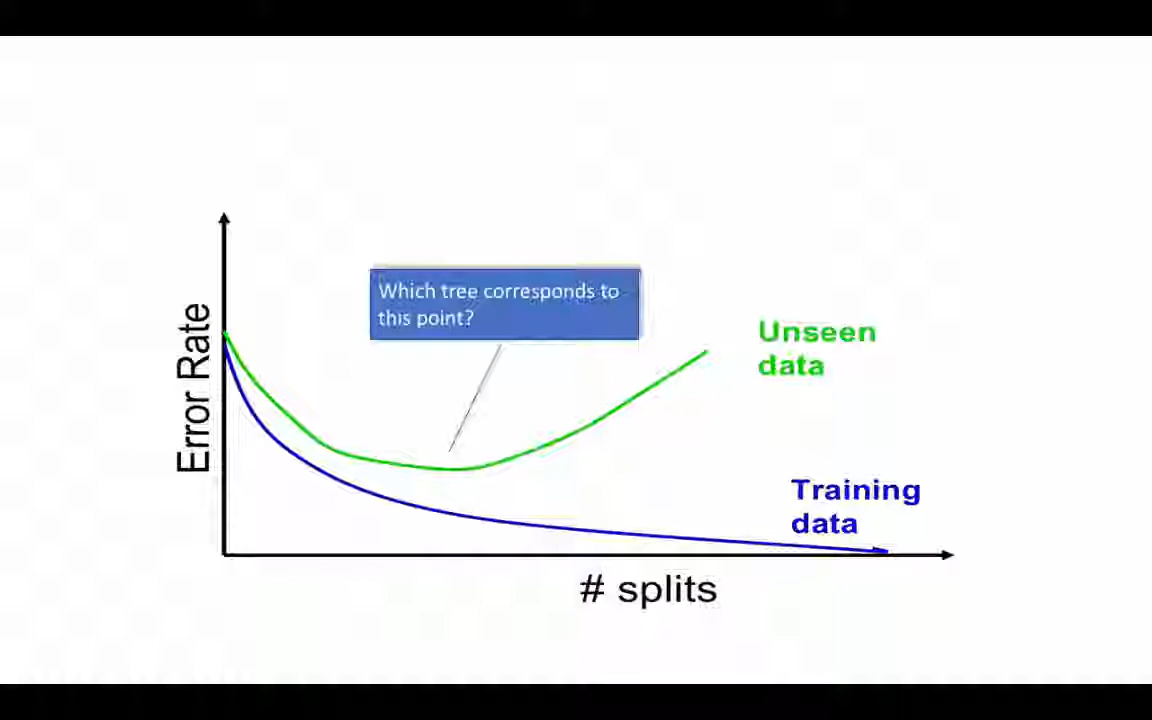 Which tree corresponds to
this point?
Error Rate
Unseen
data
Training
data
# splits